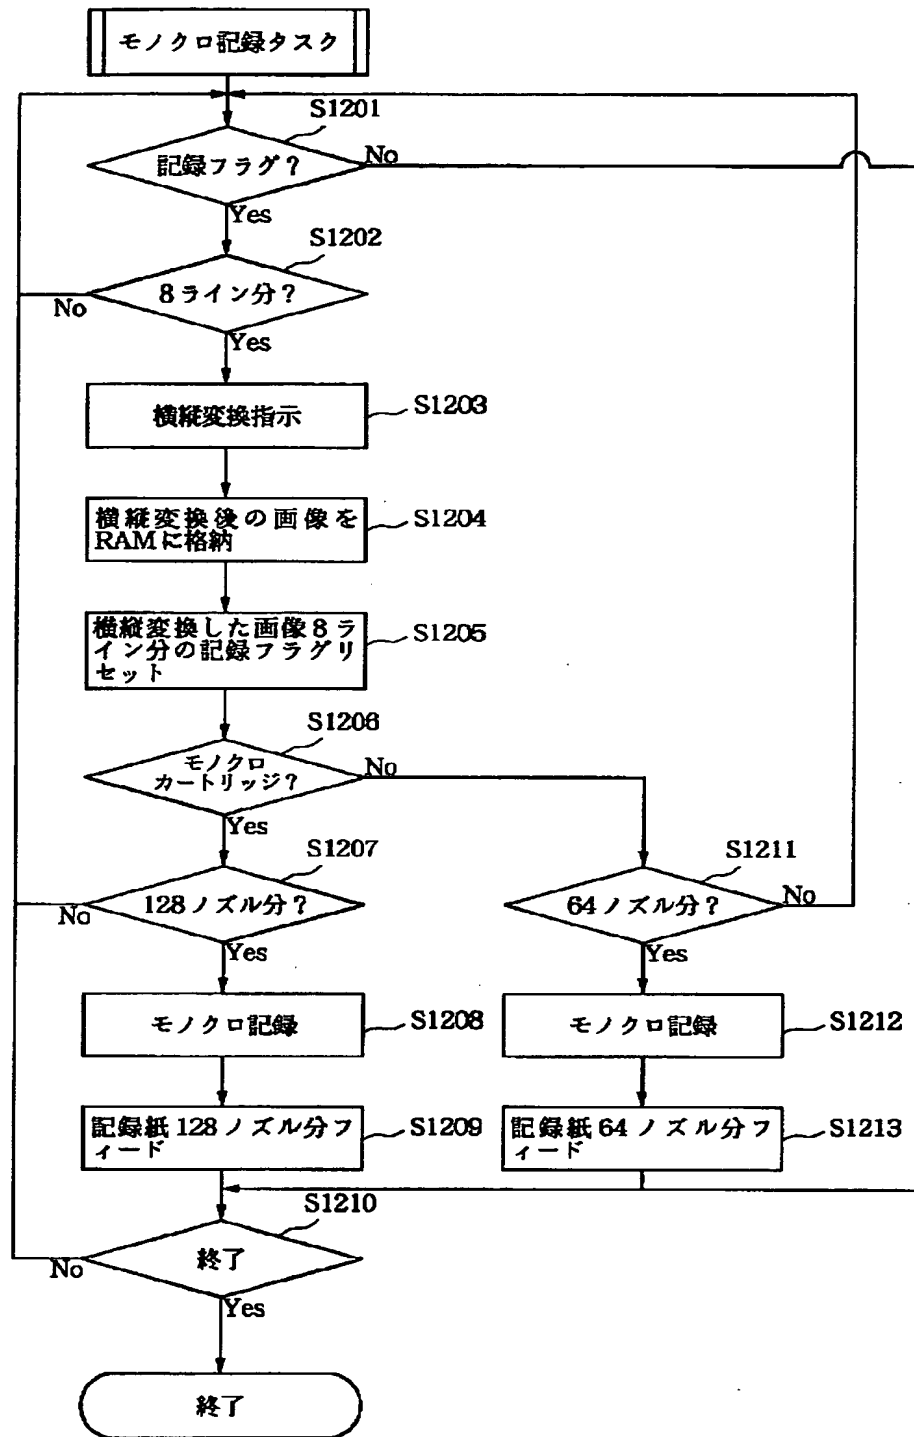 モノクロ記録タスク
S1201
記録フラグ?
No
Yes
S1202
8ライン分?
No
Yes
横縦変換指示
S1203
横縦変換後の画像を
RAMに格納
S1204
横縦変換した画像8ラ
イン分の記録フラグリ
セット
S1205
S1206
モノクロ
カートリッジ?
No
Yes
S1207
128ノズル分?
No
Yes
S1211
64ノズル分?
No
Yes
モノクロ記録
S1208
モノクロ記録
S1212
記録紙128ノズル分フ
ィード
S1209
記録紙64ノズル分フ
ィード
S1213
S1210
終了
No
Yes
終了